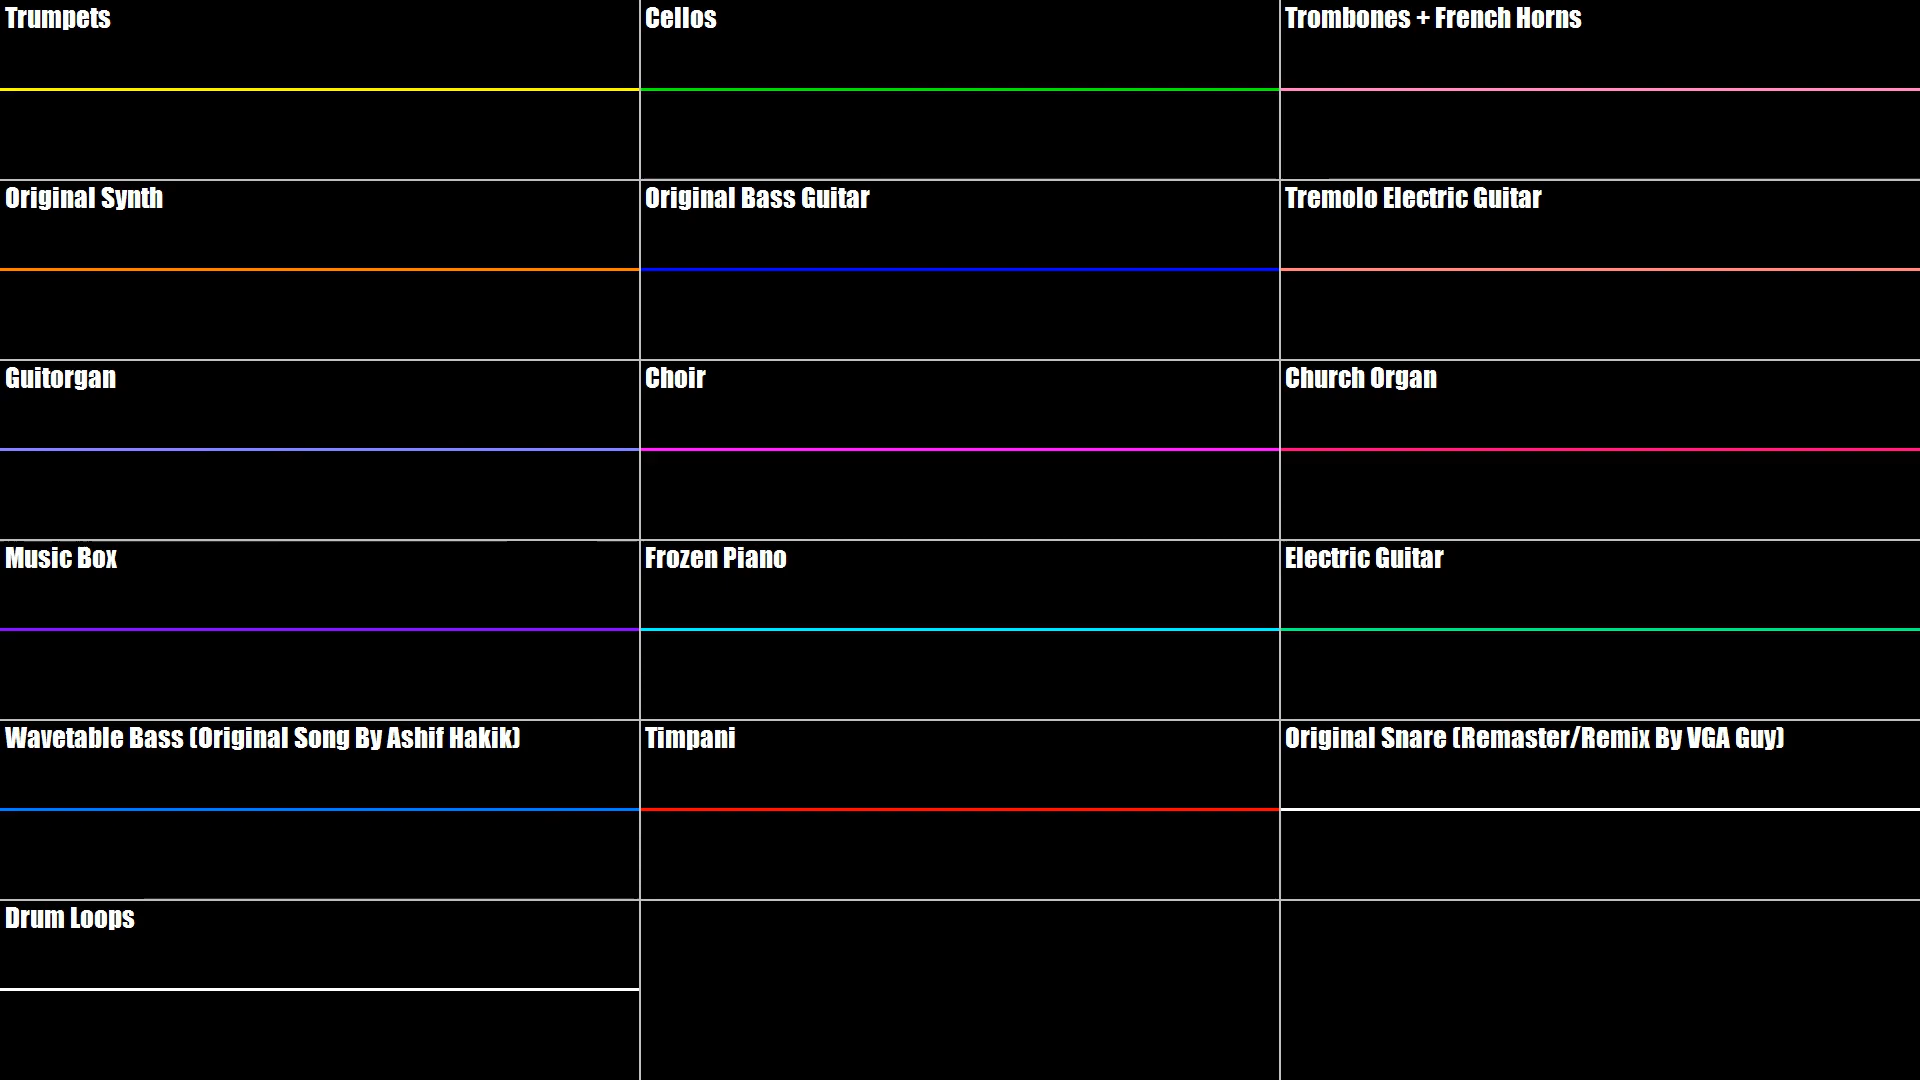 Trumpets
Cellos
Trombones + French Horns
Original Synth
Original Bass Guitar
Tremolo Electric Guitar
Guitorgan
Choir
Church Organ
Music Box
Frozen Piano
Electric Guitar
Wavetable Bass (Original Song By Ashif Hakik)
Timpani
Original Snare (Remaster/Remix By VGA Guy)
Drum Loops